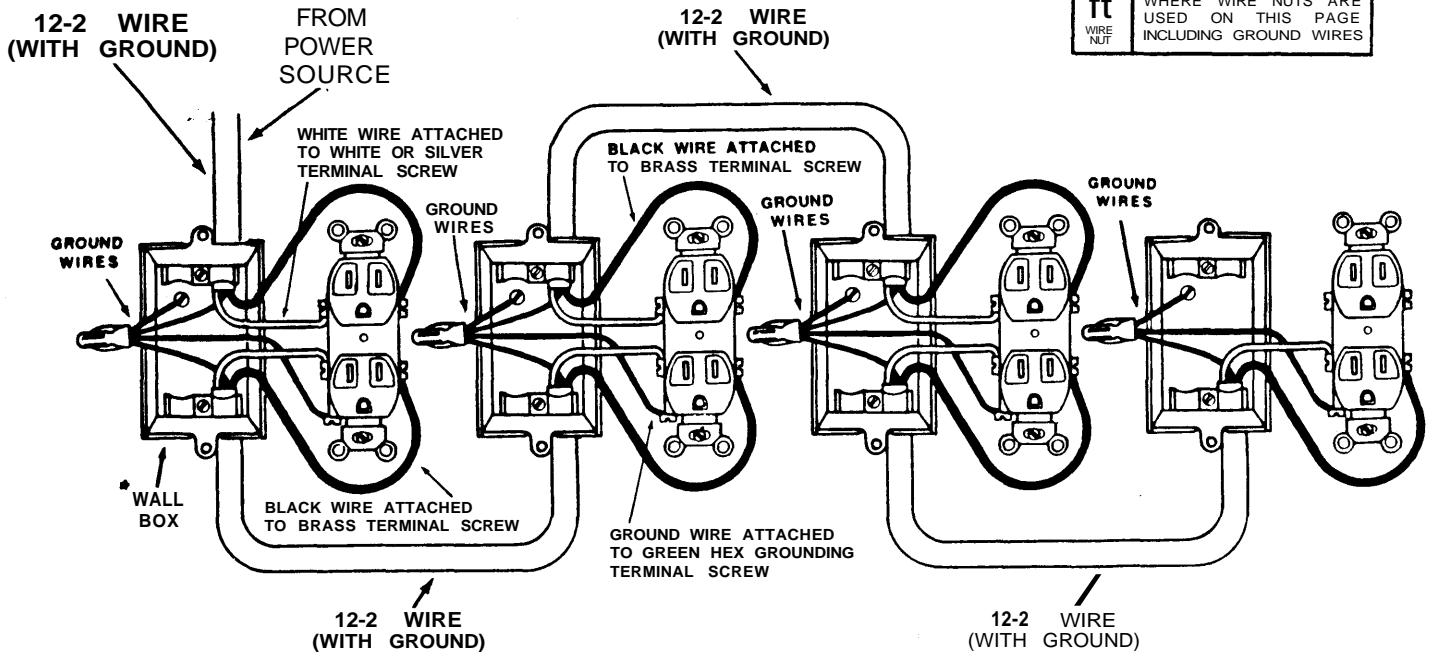 12-2 WIRE
(WITH GROUND)
FROM
POWER
SOURCE
12-2 WIRE
(WITH GROUND)
ft
WIRE
NUT
WHERE WIRE NUTS ARE
USED ON THIS PAGE
INCLUDING GROUND WIRES
WHITE WIRE ATTACHED
TO WHITE OR SILVER
TERMINAL SCREW
BLACK WIRE ATTACHED
TO BRASS TERMINAL SCREW
GROUND
WIRES
GROUND
WIRES
GROUND
WIRES
GROUND
WIRES
* WALL
BOX
BLACK WIRE ATTACHED
TO BRASS TERMINAL SCREW
GROUND WIRE ATTACHED
TO GREEN HEX GROUNDING
TERMINAL SCREW
12-2 WIRE
(WITH GROUND)
12-2 WIRE
(WITH GROUND)